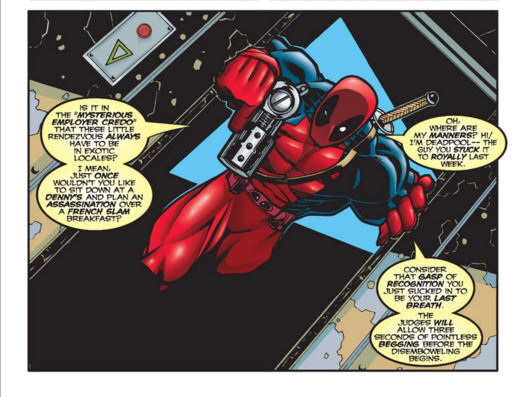 IS IT IN
THE "MYSTERIOUS
EMPLOYER CREDO"
THAT THESE LITTLE
RENDEZVOUS ALWAYS
HAVE TO BE
IN EXOTIC
LOCALES?
I MEAN,
JUST ONCE
WOULDN'T YOU LIKE
TO SIT DOWN AT A
DENNY'S AND PLAN AN
ASSASSINATION OVER
A FRENCH SLAM
BREAKFAST?
OH,
WHERE ARE
MY MANNERS? HI!
I'M DEADPOOL-- THE
GUY YOU STUCK IT
TO ROYALLY LAST
WEEK.
CONSIDER
THAT GASP OF
RECOGNITION YOU
JUST SUCKED IN TO
BE YOUR LAST
BREATH.
THE
JUDGES WILL
ALLOW THREE
SECONDS OF POINTLESS
BEGGING BEFORE THE
DISEMBOWELING
BEGINS.